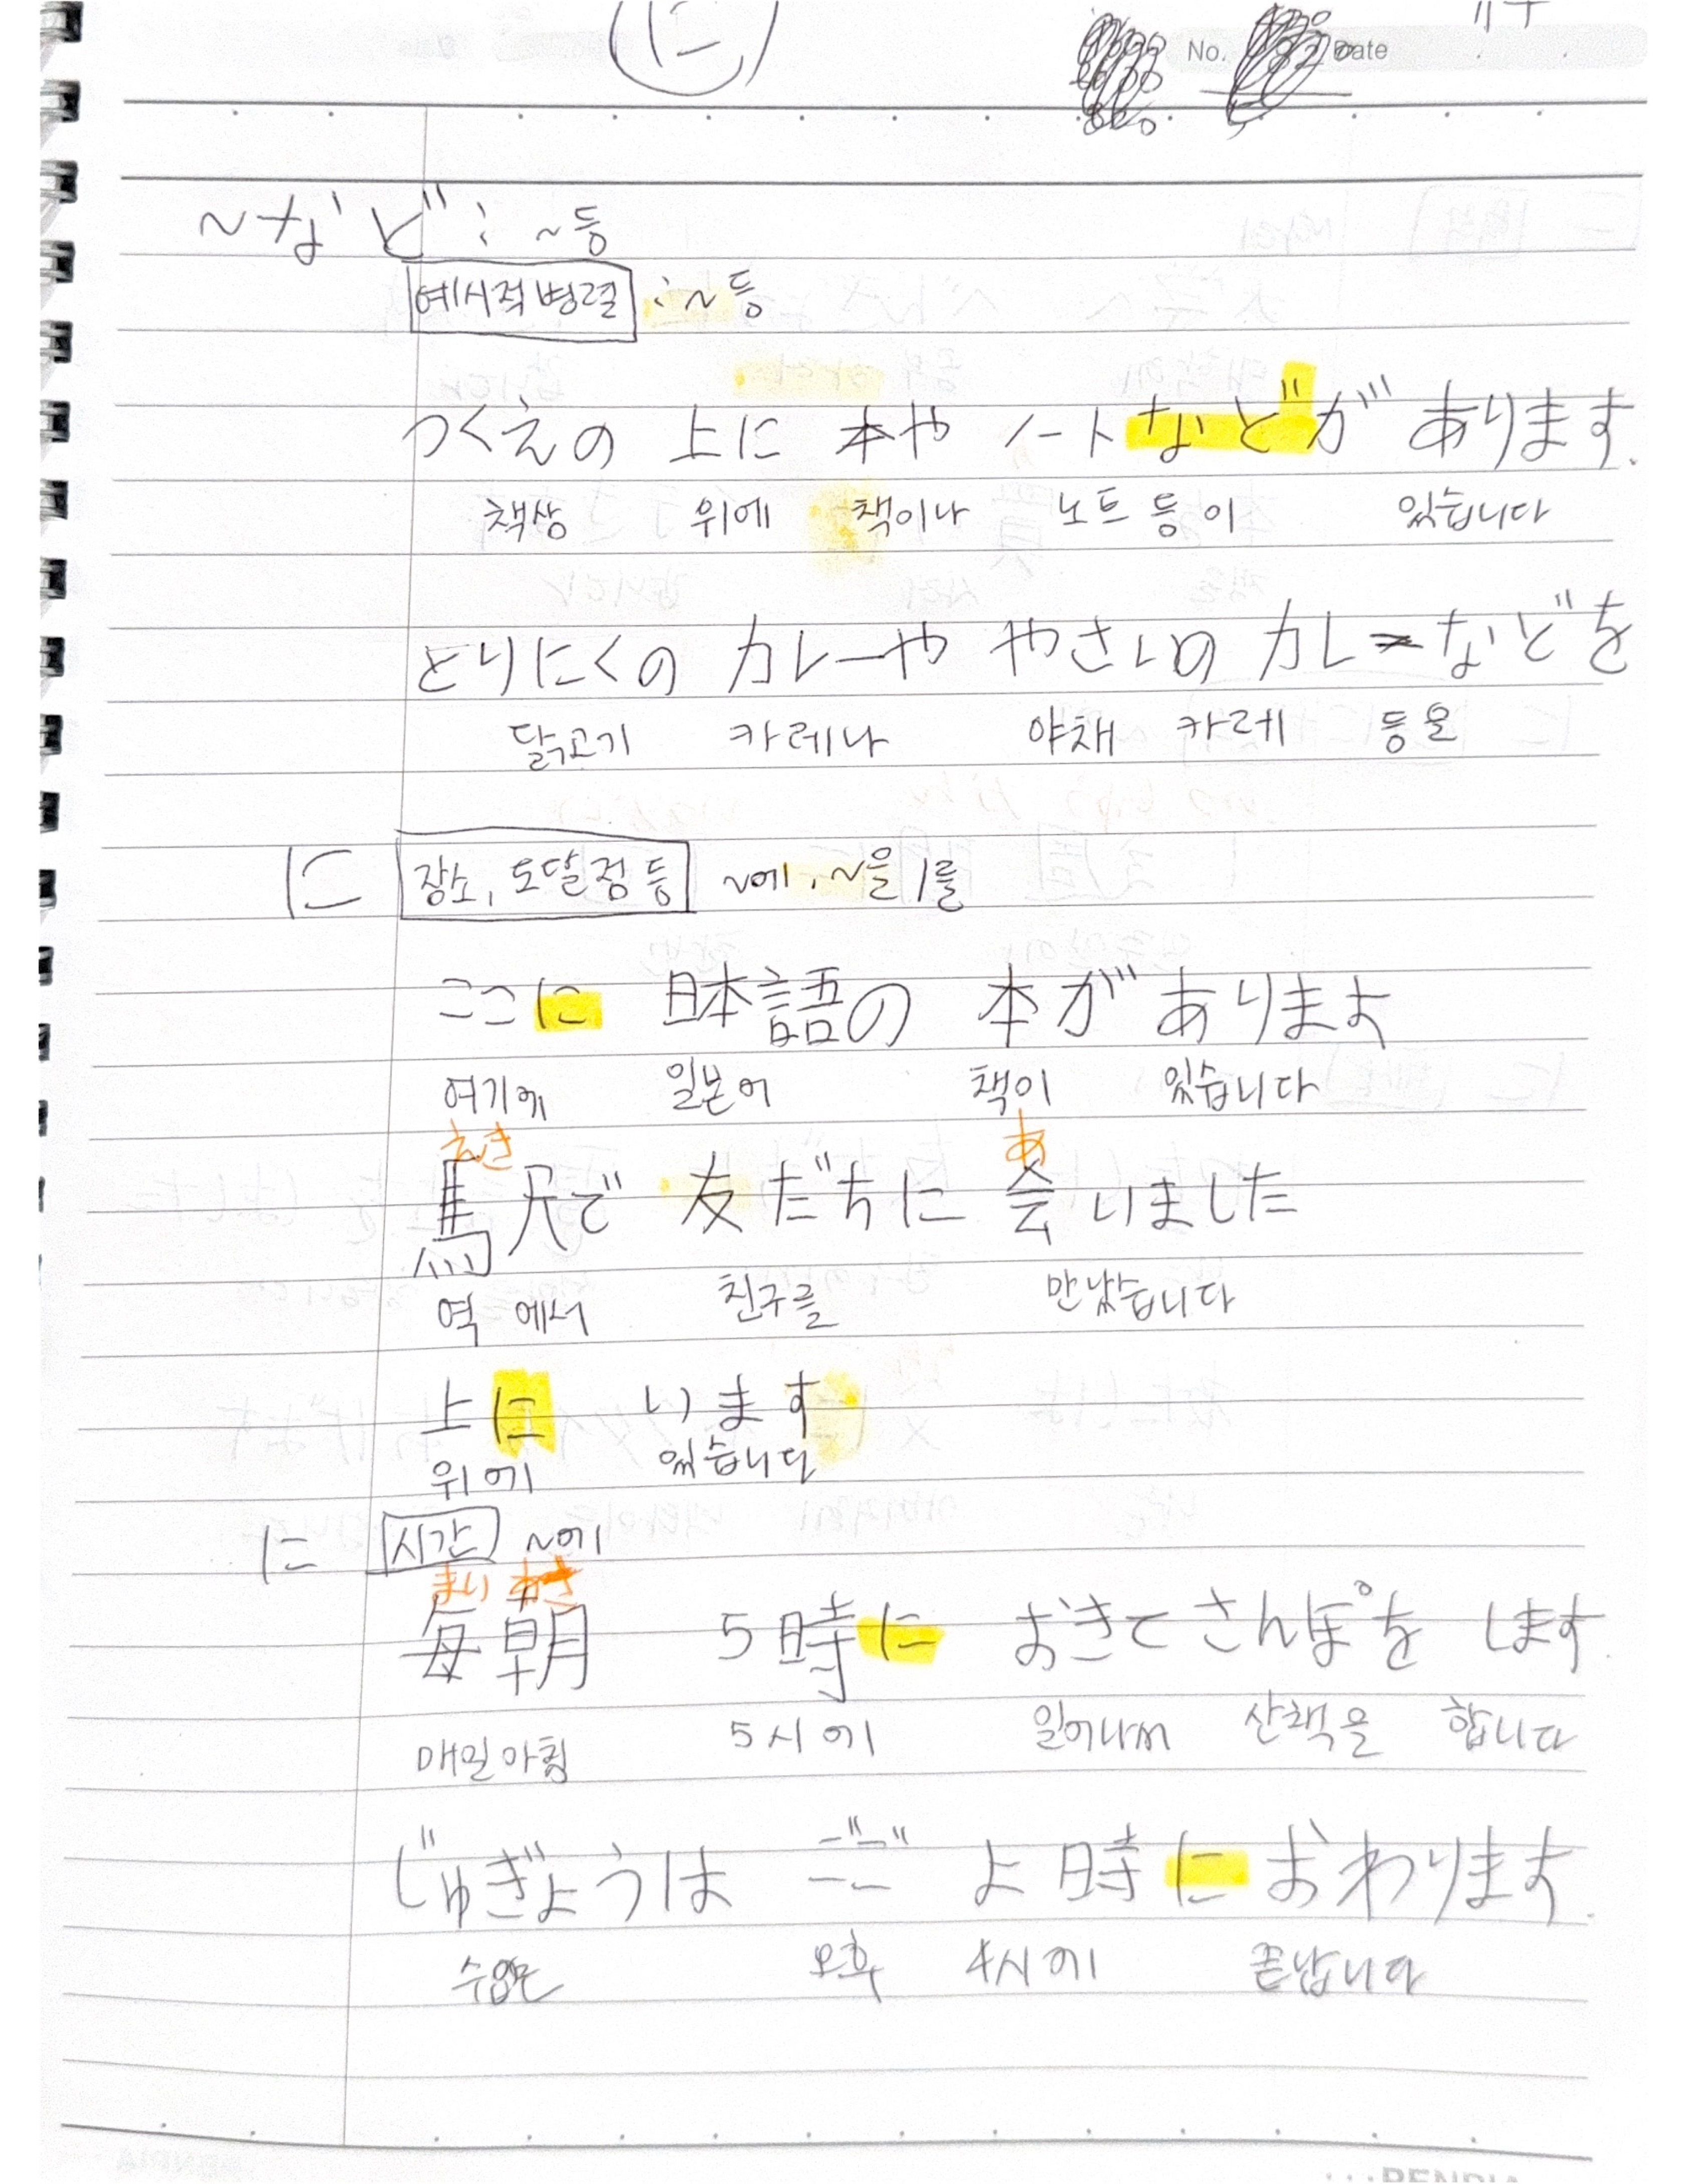 に
No. Date
~など : ~등
예시적 병렬 : ~등
つくえの 上に 本や ノートなどが あります.
책상 위에 책이나 노트 등이 있습니다
とりにくの カレーや やさいの カレーなどを
닭고기 카레나 야채 카레 등을
に 장소, 도달점 등 ~에, ~을/를
ここに 日本語の 本が あります
여기에 일본어 책이 있습니다
えき あ
駅で 友だちに 会いました
역에서 친구를 만났습니다
上に います
위에 있습니다
に 시간 ~에
まい あさ
毎朝 5時に おきて さんぽを します.
매일아침 5시에 일어나서 산책을 합니다
じゅぎょうは ごご よ時に おわります.
수업은 오후 4시에 끝납니다